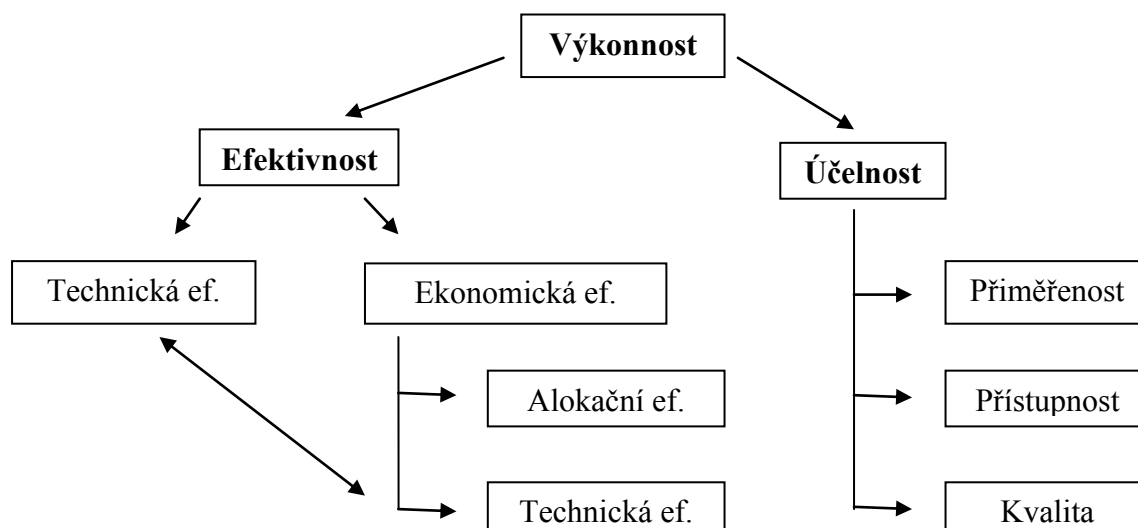 Výkonnost
Efektivnost
Účelnost
Technická ef.
Ekonomická ef.
Přiměřenost
Alokační ef.
Přístupnost
Technická ef.
Kvalita